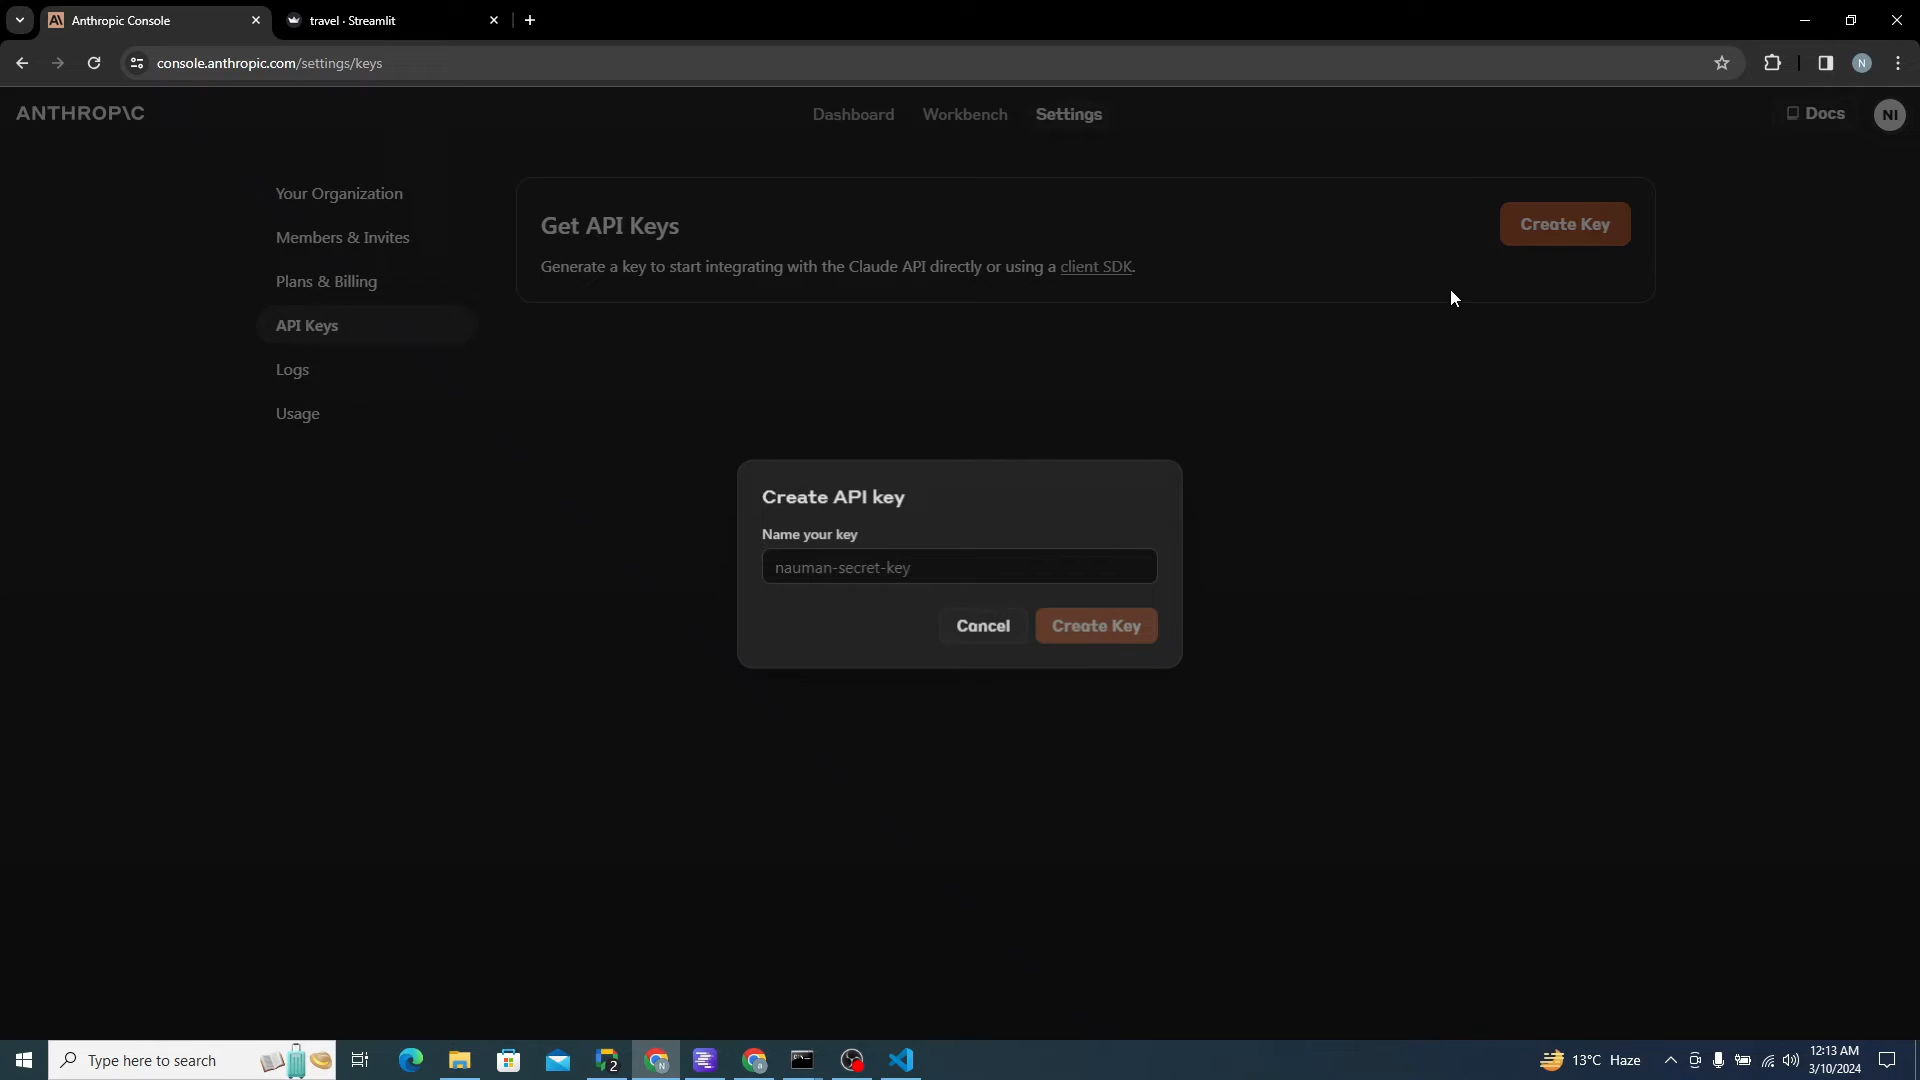 Anthropic Console
travel · Streamlit
console.anthropic.com/settings/keys
N
ANTHROP\C
Dashboard
Workbench
Settings
Docs
NI
Your Organization
Members & Invites
Plans & Billing
API Keys
Logs
Usage
Get API Keys
Create Key
Generate a key to start integrating with the Claude API directly or using a client SDK.
Create API key
Name your key
nauman-secret-key
Cancel
Create Key
Type here to search
2
13°C Haze
12:13 AM
3/10/2024